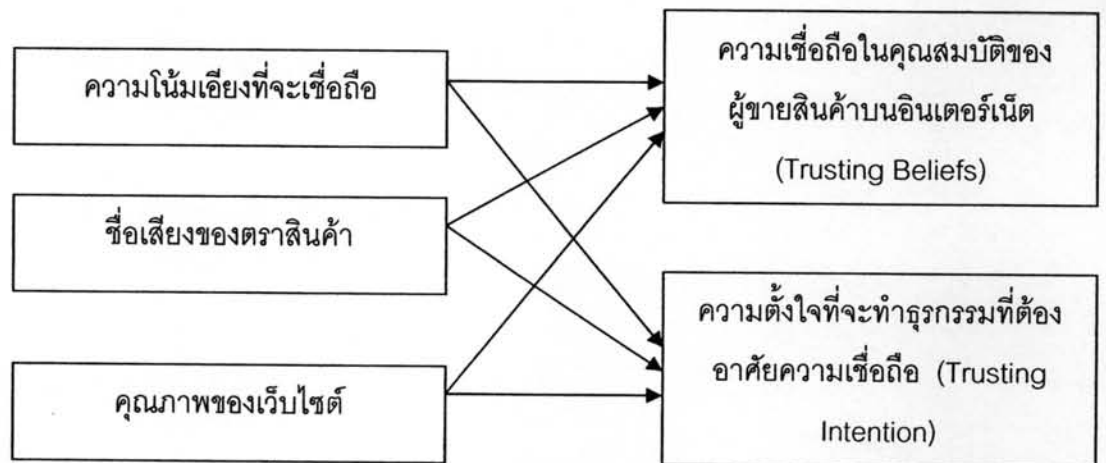 ความโน้มเอียงที่จะเชื่อถือ
ชื่อเสียงของตราสินค้า
คุณภาพของเว็บไซต์
ความเชื่อถือในคุณสมบัติของ
ผู้ขายสินค้าบนอินเตอร์เน็ต
(Trusting Beliefs)
ความตั้งใจที่จะทำธุรกรรมที่ต้อง
อาศัยความเชื่อถือ (Trusting
Intention)